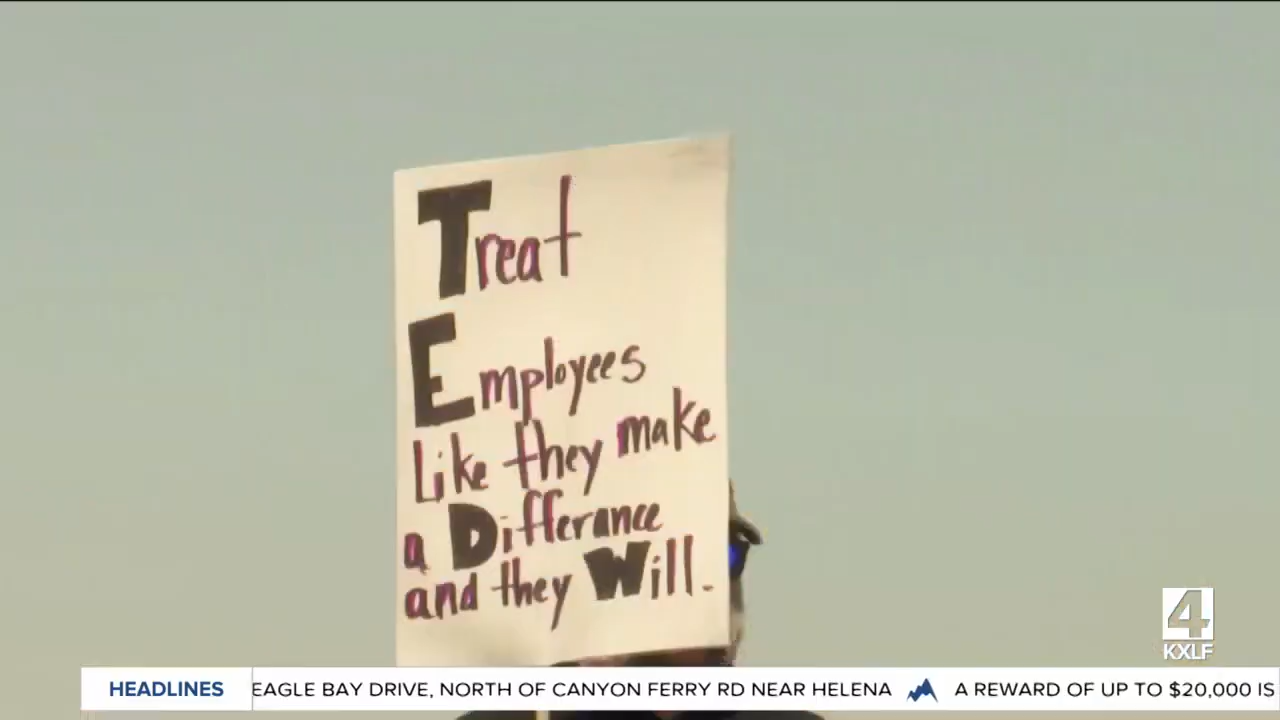 Treat
Employees
Like they make
a Differance
and they Will.
4
KXLF
HEADLINES EAGLE BAY DRIVE, NORTH OF CANYON FERRY RD NEAR HELENA A REWARD OF UP TO $20,000 IS